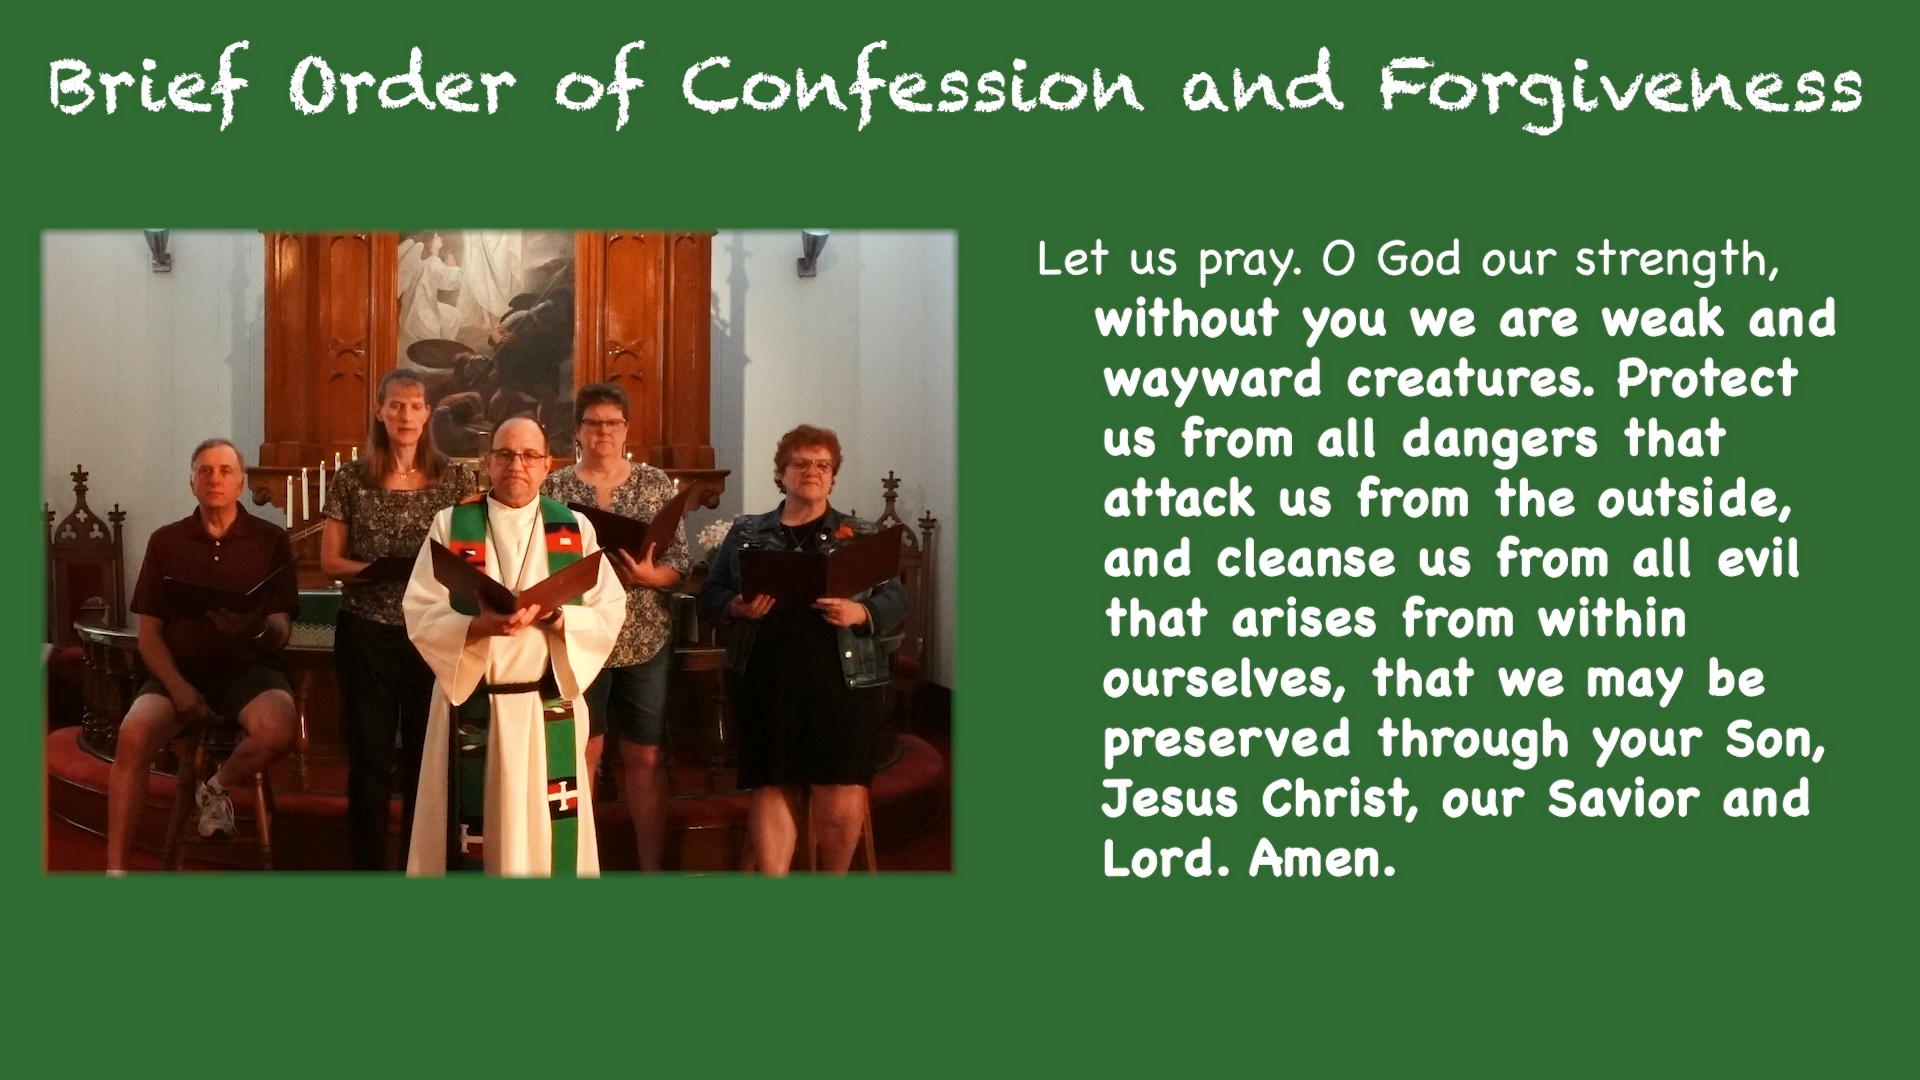 Brief Order of Confession and Forgiveness
Let us pray. O God our strength,
without you we are weak and
wayward creatures. Protect
us from all dangers that
attack us from the outside,
and cleanse us from all evil
that arises from within
ourselves, that we may be
preserved through your Son,
Jesus Christ, our Savior and
Lord. Amen.